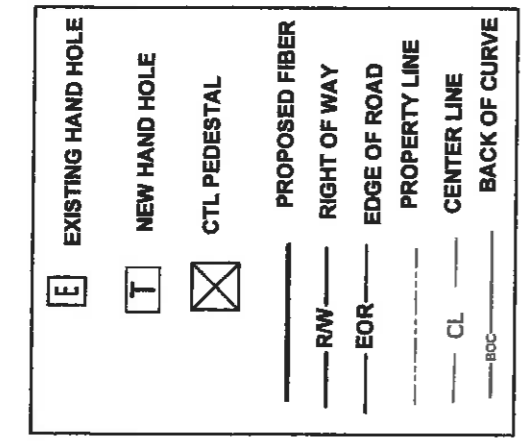 E EXISTING HAND HOLE
T NEW HAND HOLE
CTL PEDESTAL
PROPOSED FIBER
R/W RIGHT OF WAY
EOR EDGE OF ROAD
PROPERTY LINE
CL CENTER LINE
BOC BACK OF CURVE